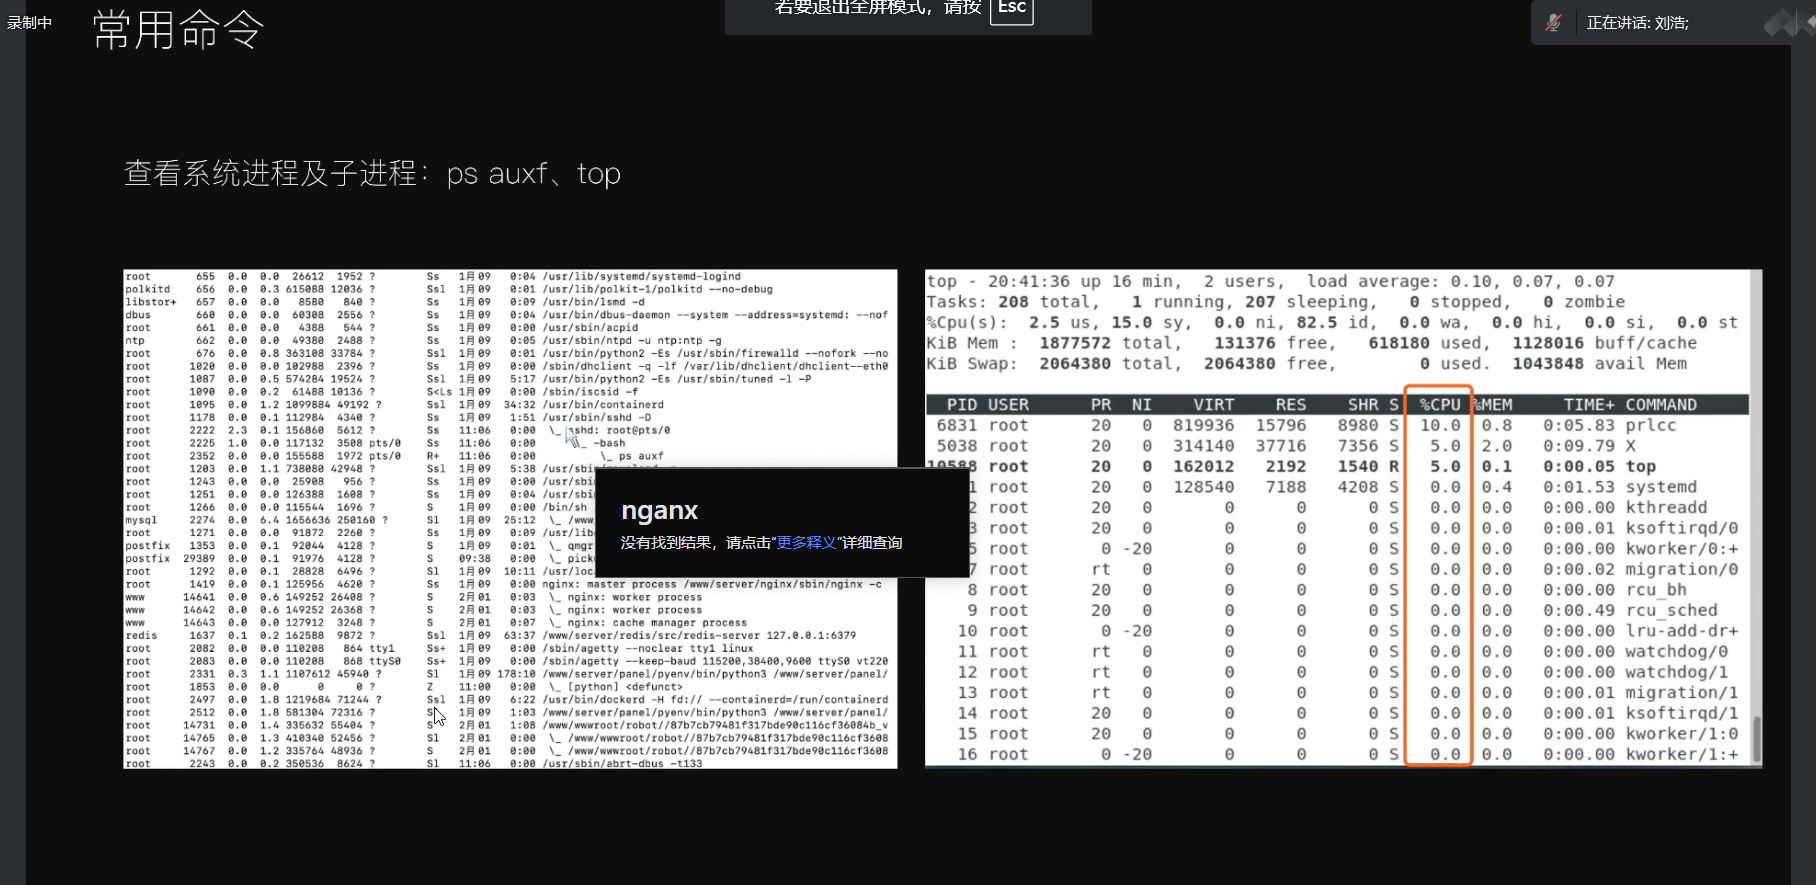 录制中
常用命令
若要退出全屏模式，请按 Esc
正在讲话: 刘浩;
查看系统进程及子进程：ps auxf、top
root 655 0.0 0.0 26612 1952 ? Ss 1月09 0:04 /usr/lib/systemd/systemd-logind
polkitd 656 0.0 0.3 615088 12036 ? Ssl 1月09 0:01 /usr/lib/polkit-1/polkitd --no-debug
libstor+ 657 0.0 0.0 8580 840 ? Ss 1月09 0:09 /usr/bin/lsmd -d
dbus 660 0.0 0.0 60308 2556 ? Ss 1月09 0:04 /usr/bin/dbus-daemon --system --address=systemd: --nof
root 661 0.0 0.0 4388 544 ? Ss 1月09 0:00 /usr/sbin/acpid
ntp 662 0.0 0.0 49380 2488 ? Ss 1月09 0:05 /usr/sbin/ntpd -u ntp:ntp -g
root 676 0.0 0.8 363108 33784 ? Ssl 1月09 0:01 /usr/bin/python2 -Es /usr/sbin/firewalld --nofork --no
root 1020 0.0 0.0 102988 2396 ? Ss 1月09 0:00 /sbin/dhclient -q -lf /var/lib/dhclient/dhclient--eth0
root 1087 0.0 0.5 574284 19524 ? Ssl 1月09 5:17 /usr/bin/python2 -Es /usr/sbin/tuned -l -P
root 1090 0.0 0.2 61488 10136 ? S<Ls 1月09 0:00 /sbin/iscsid -f
root 1095 0.0 1.2 1099884 49192 ? Ssl 1月09 34:32 /usr/bin/containerd
root 1178 0.0 0.1 112984 4340 ? Ss 1月09 1:51 /usr/sbin/sshd -D
root 2222 2.3 0.1 156860 5612 ? Ss 11:06 0:00 \_ sshd: root@pts/0
root 2225 1.0 0.0 117132 3508 pts/0 Ss 11:06 0:00 \_ -bash
root 2352 0.0 0.0 155588 1972 pts/0 R+ 11:06 0:00 \_ ps auxf
root 1203 0.0 1.1 738080 42948 ? Ssl 1月09 5:38 /usr/sbi
root 1243 0.0 0.0 25908 956 ? Ss 1月09 0:00 /usr/sbi
root 1251 0.0 0.0 126388 1608 ? Ss 1月09 0:04 /usr/sbi
root 1266 0.0 0.0 115544 1696 ? S 1月09 0:00 /bin/sh
mysql 2274 0.0 6.4 1656636 250160 ? Sl 1月09 25:12 \_ /www
root 1271 0.0 0.0 91872 2260 ? Ss 1月09 0:09 /usr/lib
postfix 1353 0.0 0.1 92044 4128 ? S 1月09 0:01 \_ qmgr
postfix 29389 0.0 0.1 91976 4128 ? S 09:38 0:00 \_ pick
root 1292 0.0 0.1 28828 6496 ? Sl 1月09 10:11 /usr/loc
root 1419 0.0 0.1 125956 4620 ? Ss 1月09 0:00 nginx: master process /www/server/nginx/sbin/nginx -c
www 14641 0.0 0.6 149252 26408 ? S 2月01 0:03 \_ nginx: worker process
www 14642 0.0 0.6 149252 26368 ? S 2月01 0:03 \_ nginx: worker process
www 14643 0.0 0.0 127912 3248 ? S 2月01 0:07 \_ nginx: cache manager process
redis 1637 0.1 0.2 162588 9872 ? Ssl 1月09 63:37 /www/server/redis/src/redis-server 127.0.0.1:6379
root 2082 0.0 0.0 110208 864 tty1 Ss+ 1月09 0:00 /sbin/agetty --noclear tty1 linux
root 2083 0.0 0.0 110208 868 ttyS0 Ss+ 1月09 0:00 /sbin/agetty --keep-baud 115200,38400,9600 ttyS0 vt220
root 2331 0.3 1.1 1107612 45940 ? Sl 1月09 178:10 /www/server/panel/pyenv/bin/python3 /www/server/panel/
root 1853 0.0 0.0 0 0 ? Z 11:00 0:00 \_ [python] <defunct>
root 2497 0.0 1.8 1219684 71244 ? Ssl 1月09 6:22 /usr/bin/dockerd -H fd:// --containerd=/run/containerd
root 2512 0.0 1.8 581304 72316 ? S 1月09 1:03 /www/server/panel/pyenv/bin/python3 /www/server/panel/
root 14731 0.0 1.4 335632 55404 ? S 2月01 1:08 /www/wwwroot/robot//87b7cb79481f317bde90c116cf36084b_v
root 14765 0.0 1.3 410340 52456 ? Sl 2月01 0:00 \_ /www/wwwroot/robot//87b7cb79481f317bde90c116cf3608
root 14767 0.0 1.2 335764 48936 ? S 2月01 0:00 \_ /www/wwwroot/robot//87b7cb79481f317bde90c116cf3608
root 2243 0.0 0.2 350536 8624 ? Sl 11:06 0:00 /usr/sbin/abrt-dbus -t133
nganx
没有找到结果，请点击“更多释义”详细查询
top - 20:41:36 up 16 min, 2 users, load average: 0.10, 0.07, 0.07
Tasks: 208 total, 1 running, 207 sleeping, 0 stopped, 0 zombie
%Cpu(s): 2.5 us, 15.0 sy, 0.0 ni, 82.5 id, 0.0 wa, 0.0 hi, 0.0 si, 0.0 st
KiB Mem : 1877572 total, 131376 free, 618180 used, 1128016 buff/cache
KiB Swap: 2064380 total, 2064380 free, 0 used. 1043848 avail Mem
PID USER PR NI VIRT RES SHR S %CPU %MEM TIME+ COMMAND
6831 root 20 0 819936 15796 8980 S 10.0 0.8 0:05.83 prlcc
5038 root 20 0 314140 37716 7356 S 5.0 2.0 0:09.79 X
10588 root 20 0 162012 2192 1540 R 5.0 0.1 0:00.05 top
1 root 20 0 128540 7188 4208 S 0.0 0.4 0:01.53 systemd
2 root 20 0 0 0 0 S 0.0 0.0 0:00.00 kthreadd
3 root 20 0 0 0 0 S 0.0 0.0 0:00.01 ksoftirqd/0
5 root 0 -20 0 0 0 S 0.0 0.0 0:00.00 kworker/0:+
7 root rt 0 0 0 0 S 0.0 0.0 0:00.02 migration/0
8 root 20 0 0 0 0 S 0.0 0.0 0:00.00 rcu_bh
9 root 20 0 0 0 0 S 0.0 0.0 0:00.49 rcu_sched
10 root 0 -20 0 0 0 S 0.0 0.0 0:00.00 lru-add-dr+
11 root rt 0 0 0 0 S 0.0 0.0 0:00.00 watchdog/0
12 root rt 0 0 0 0 S 0.0 0.0 0:00.00 watchdog/1
13 root rt 0 0 0 0 S 0.0 0.0 0:00.01 migration/1
14 root 20 0 0 0 0 S 0.0 0.0 0:00.01 ksoftirqd/1
15 root 20 0 0 0 0 S 0.0 0.0 0:00.00 kworker/1:0
16 root 0 -20 0 0 0 S 0.0 0.0 0:00.00 kworker/1:+